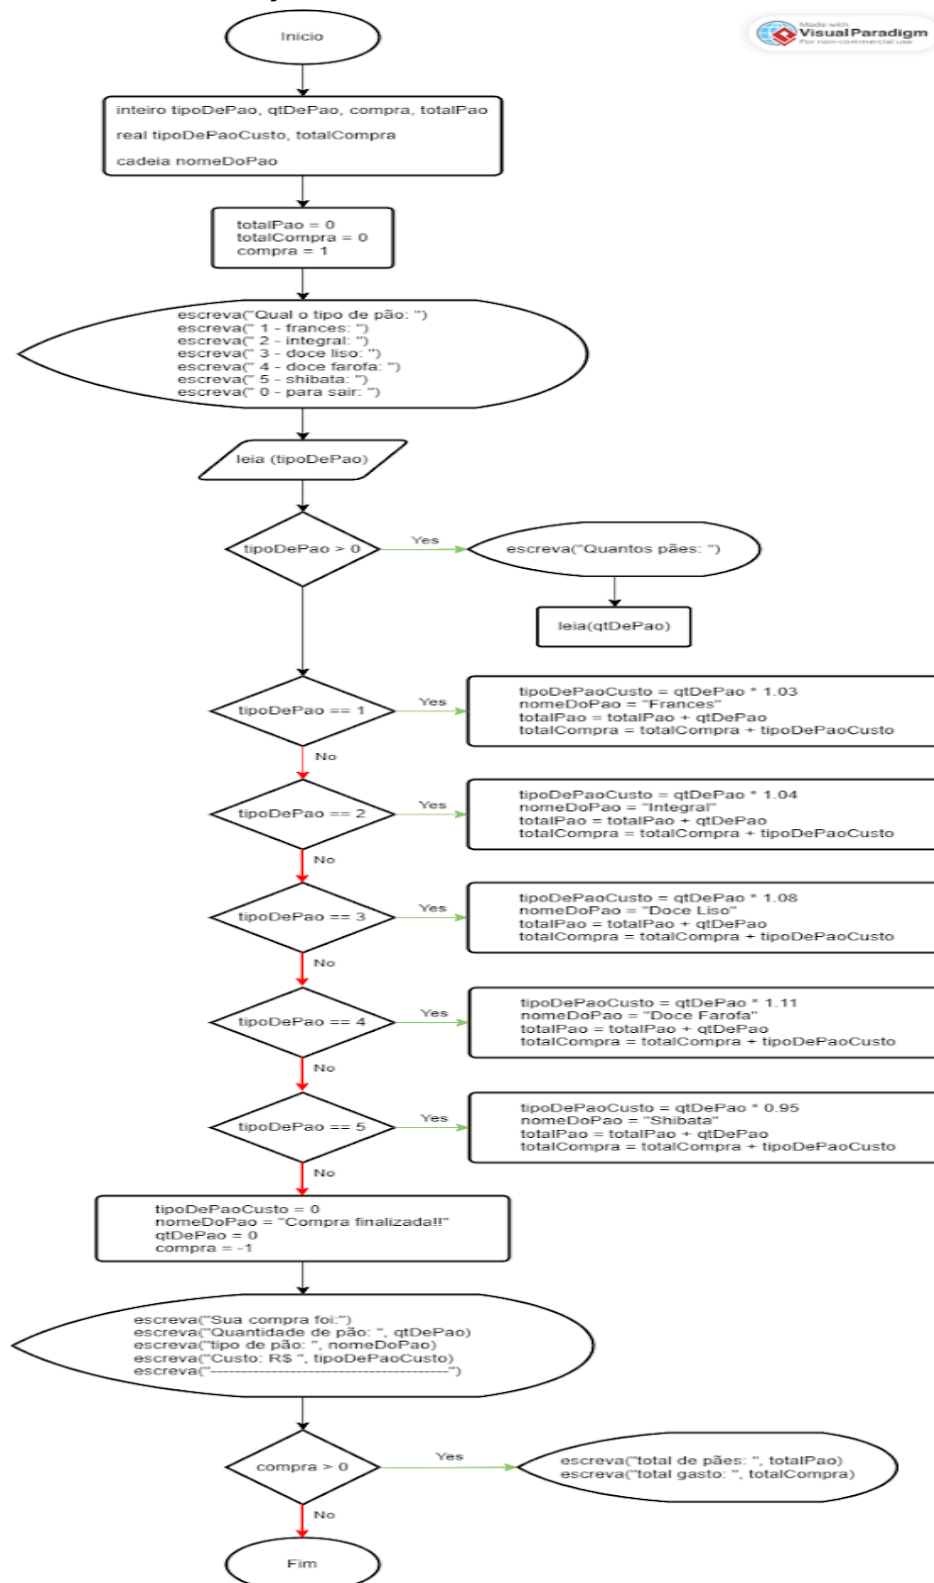 Made with
VisualParadigm
For non-commercial use
Inicio
inteiro tipoDePao, qtDePao, compra, totalPao
real tipoDePaoCusto, totalCompra
cadeia nomeDoPao
totalPao = 0
totalCompra = 0
compra = 1
escreva("Qual o tipo de pão: ")
escreva(" 1 - frances: ")
escreva(" 2 - integral: ")
escreva(" 3 - doce liso: ")
escreva(" 4 - doce farofa: ")
escreva(" 5 - shibata: ")
escreva(" 0 - para sair: ")
leia (tipoDePao)
tipoDePao > 0
Yes
escreva("Quantos pães: ")
leia(qtDePao)
tipoDePao == 1
Yes
tipoDePaoCusto = qtDePao * 1.03
nomeDoPao = "Frances"
totalPao = totalPao + qtDePao
totalCompra = totalCompra + tipoDePaoCusto
No
tipoDePao == 2
Yes
tipoDePaoCusto = qtDePao * 1.04
nomeDoPao = "Integral"
totalPao = totalPao + qtDePao
totalCompra = totalCompra + tipoDePaoCusto
No
tipoDePao == 3
Yes
tipoDePaoCusto = qtDePao * 1.08
nomeDoPao = "Doce Liso"
totalPao = totalPao + qtDePao
totalCompra = totalCompra + tipoDePaoCusto
No
tipoDePao == 4
Yes
tipoDePaoCusto = qtDePao * 1.11
nomeDoPao = "Doce Farofa"
totalPao = totalPao + qtDePao
totalCompra = totalCompra + tipoDePaoCusto
No
tipoDePao == 5
Yes
tipoDePaoCusto = qtDePao * 0.95
nomeDoPao = "Shibata"
totalPao = totalPao + qtDePao
totalCompra = totalCompra + tipoDePaoCusto
No
tipoDePaoCusto = 0
nomeDoPao = "Compra finalizada!!"
qtDePao = 0
compra = -1
escreva("Sua compra foi:")
escreva("Quantidade de pão: ", qtDePao)
escreva("tipo de pão: ", nomeDoPao)
escreva("Custo: R$ ", tipoDePaoCusto)
escreva("---------------------------------------")
compra > 0
Yes
escreva("total de pães: ", totalPao)
escreva("total gasto: ", totalCompra)
No
Fim